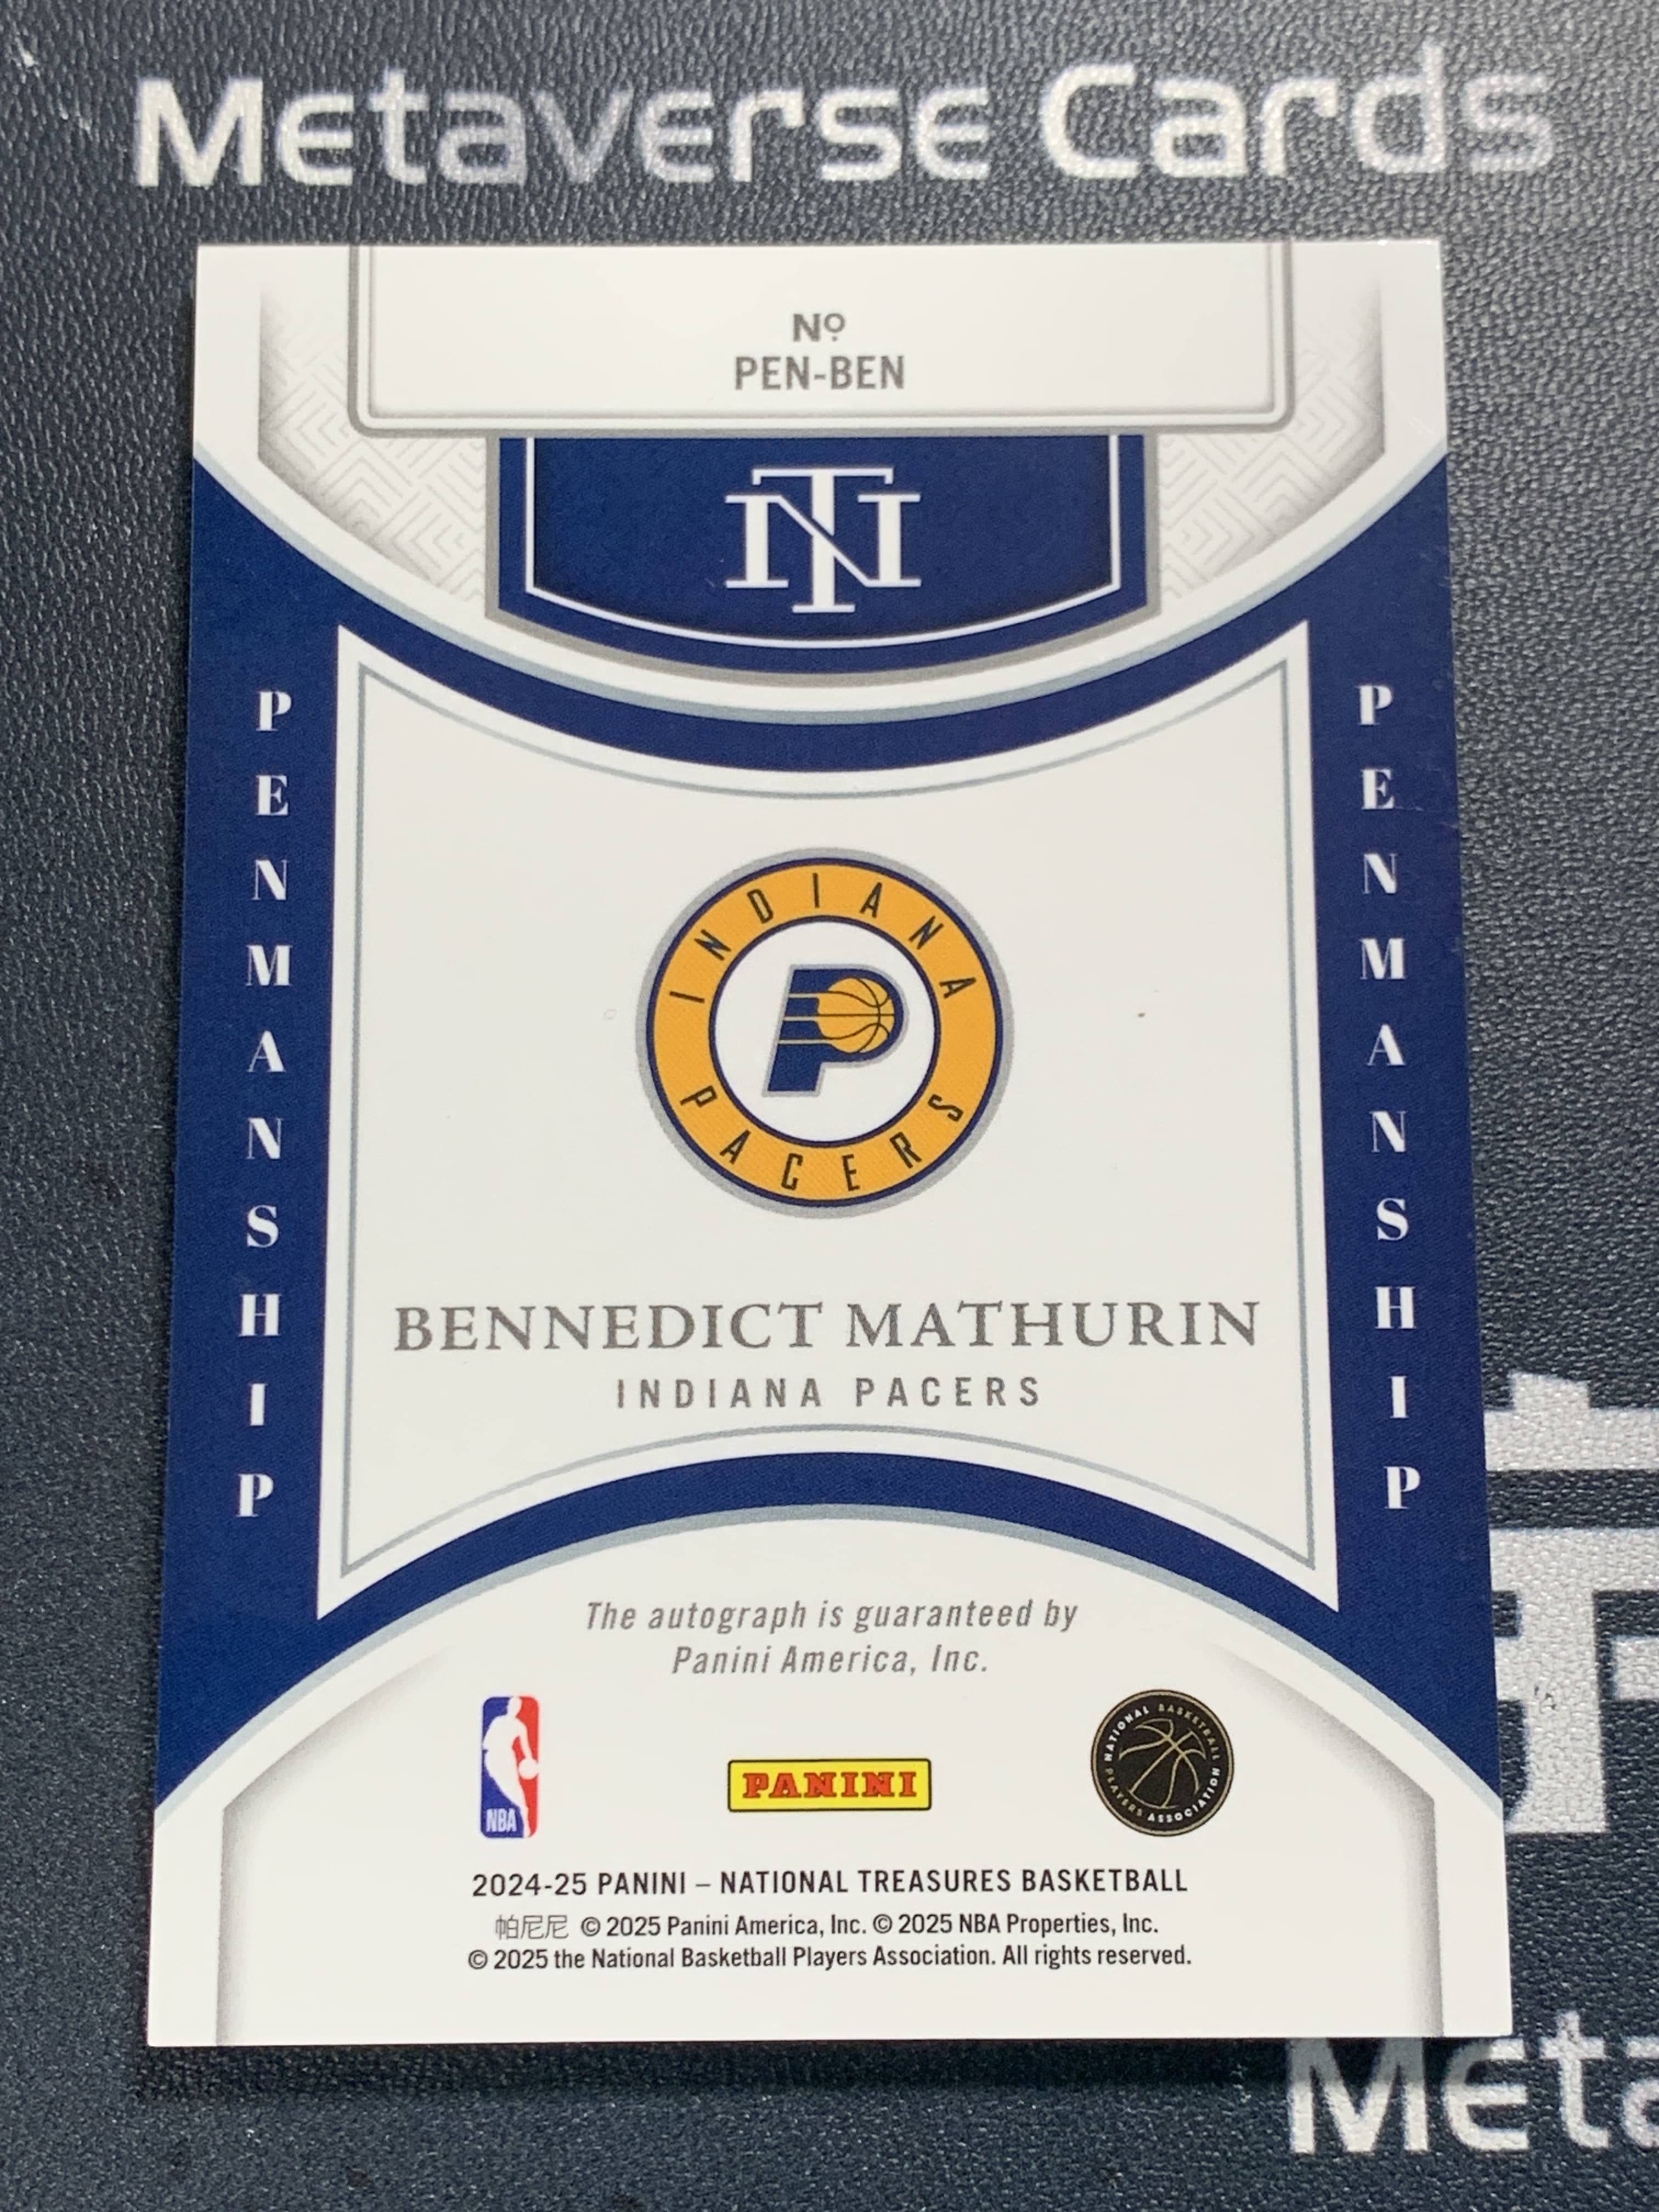 Metaverse Cards
Nº
PEN-BEN
NT
PENMANSHIP
PENMANSHIP
INDIANA
PACERS
BENNEDICT MATHURIN
INDIANA PACERS
The autograph is guaranteed by
Panini America, Inc.
NBA
PANINI
NATIONAL BASKETBALL
PLAYERS ASSOCIATION
2024-25 PANINI – NATIONAL TREASURES BASKETBALL
帕尼尼 © 2025 Panini America, Inc. © 2025 NBA Properties, Inc.
© 2025 the National Basketball Players Association. All rights reserved.
Meta